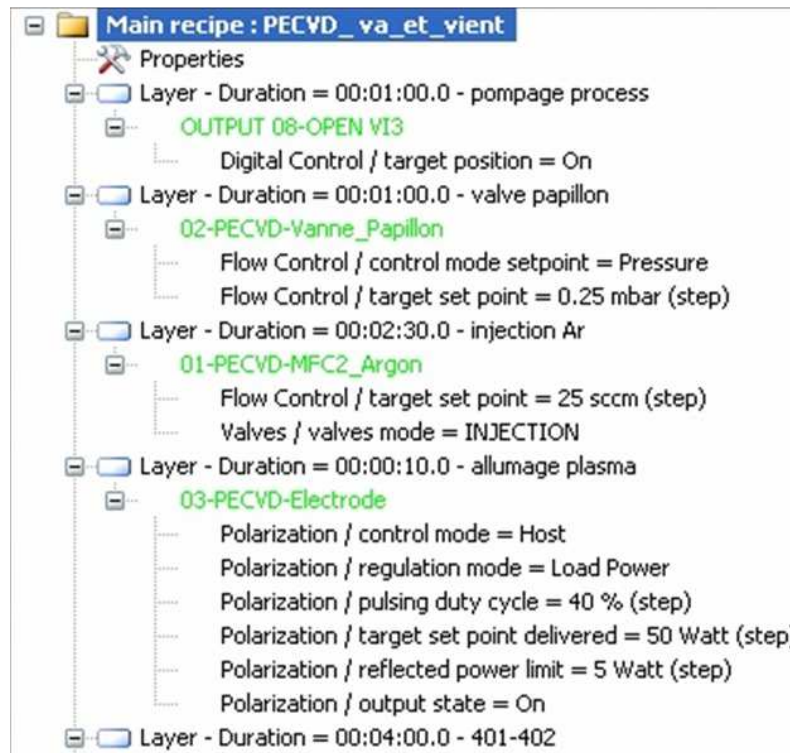 Main recipe : PECVD_ va_et_vient
Properties
Layer - Duration = 00:01:00.0 - pompage process
OUTPUT 08-OPEN VI3
Digital Control / target position = On
Layer - Duration = 00:01:00.0 - valve papillon
02-PECVD-Vanne_Papillon
Flow Control / control mode setpoint = Pressure
Flow Control / target set point = 0.25 mbar (step)
Layer - Duration = 00:02:30.0 - injection Ar
01-PECVD-MFC2_Argon
Flow Control / target set point = 25 sccm (step)
Valves / valves mode = INJECTION
Layer - Duration = 00:00:10.0 - allumage plasma
03-PECVD-Electrode
Polarization / control mode = Host
Polarization / regulation mode = Load Power
Polarization / pulsing duty cycle = 40 % (step)
Polarization / target set point delivered = 50 Watt (step)
Polarization / reflected power limit = 5 Watt (step)
Polarization / output state = On
Layer - Duration = 00:04:00.0 - 401-402